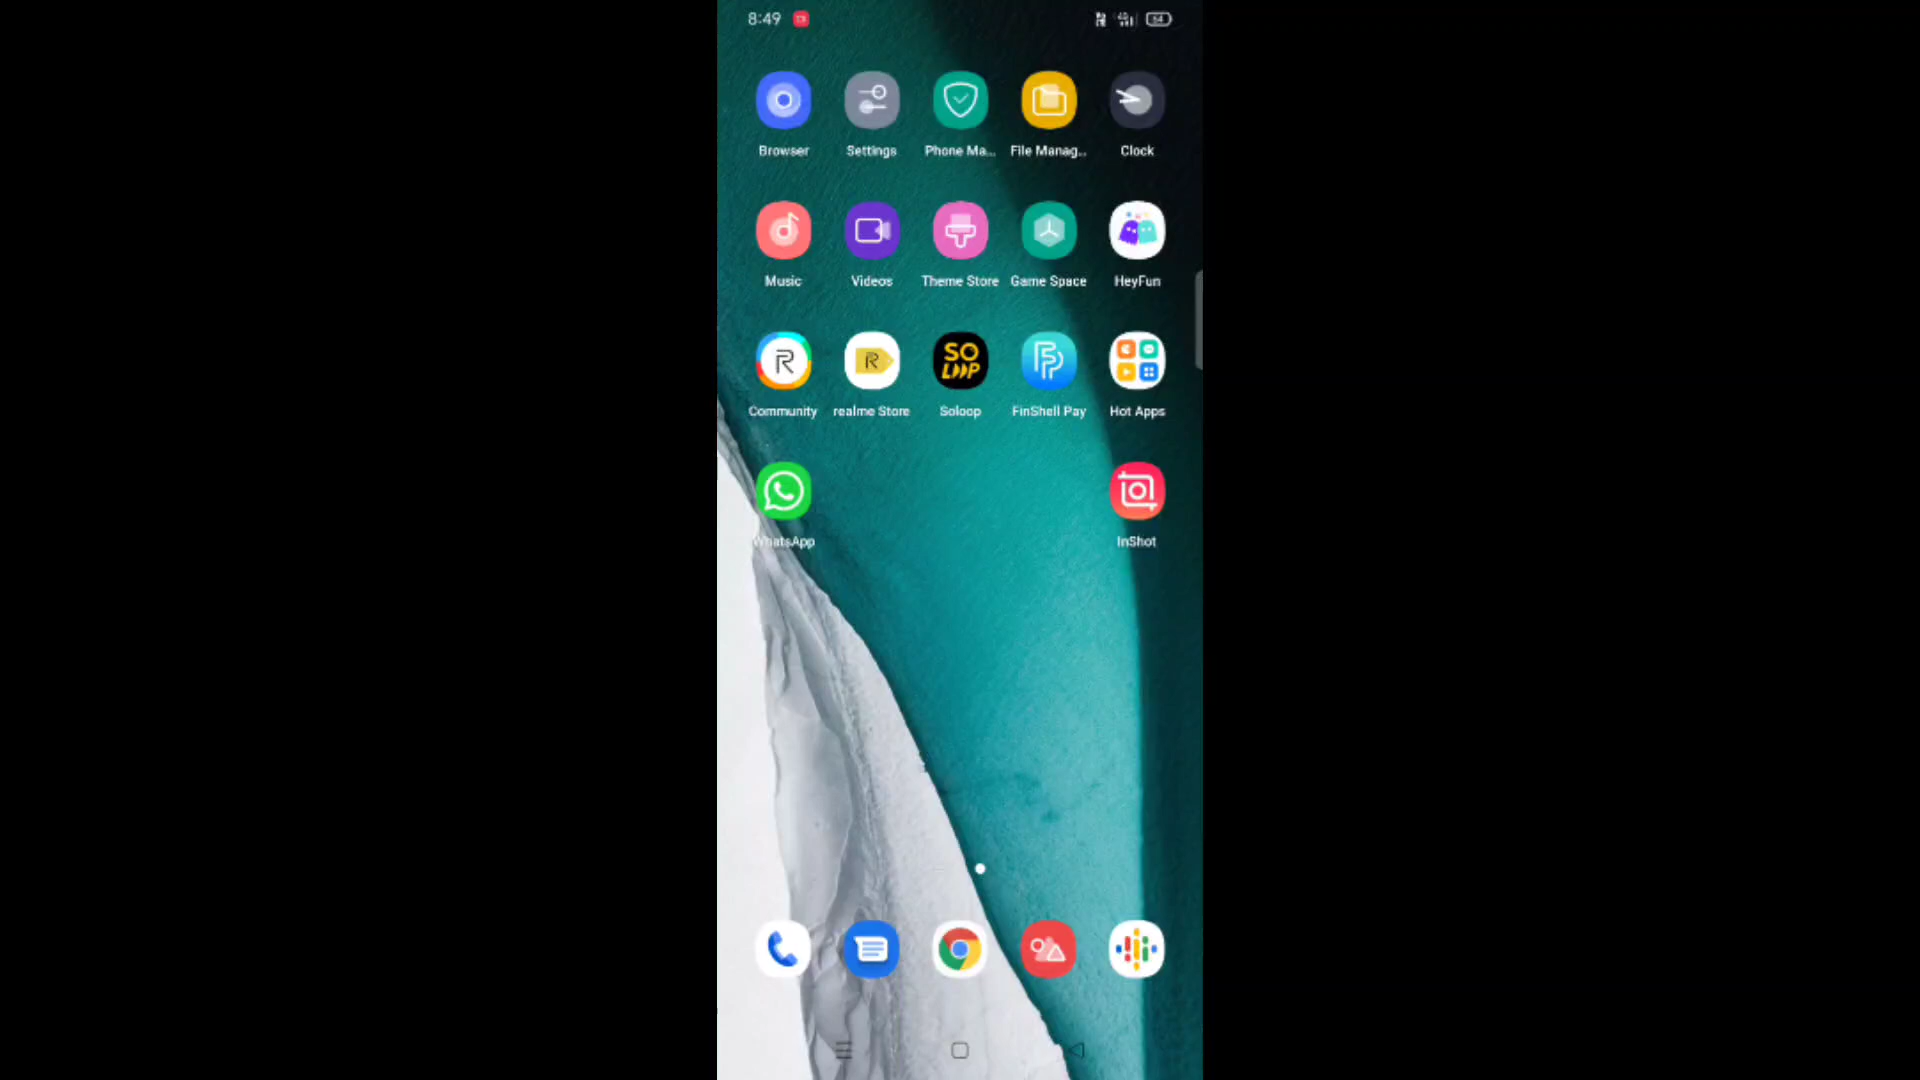 8:49
64
Browser Settings Phone Ma... File Manag... Clock
Music Videos Theme Store Game Space HeyFun
R R SO LOOP
Community realme Store Soloop FinShell Pay Hot Apps
WhatsApp InShot